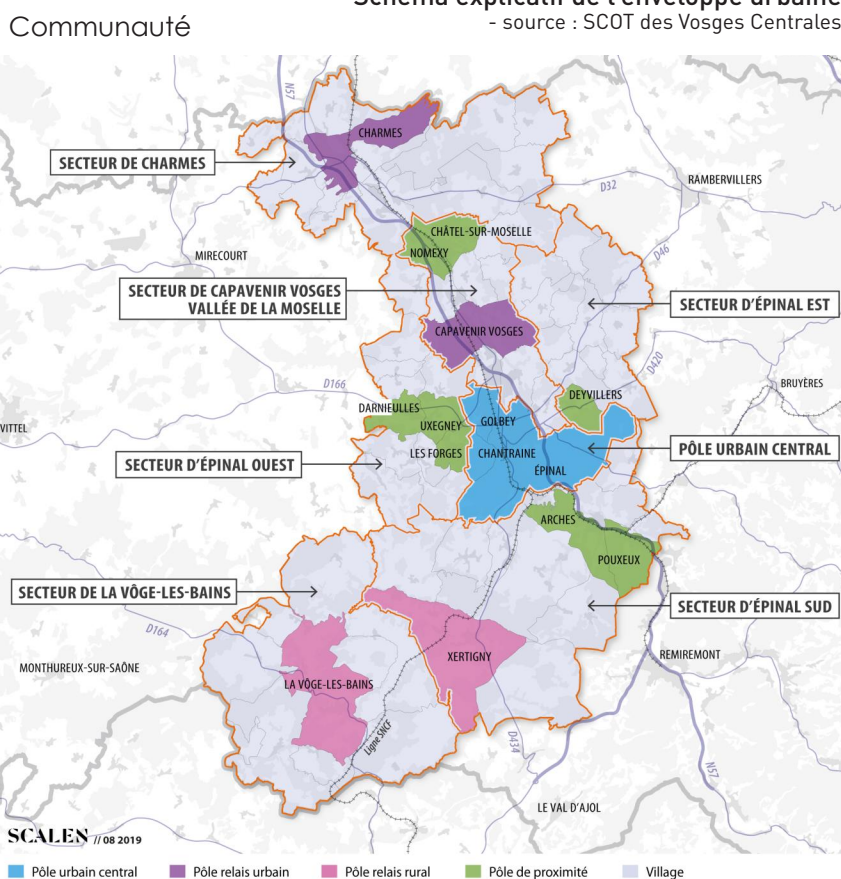 Communauté
Schéma explicatif de l'enveloppe urbaine
- source : SCOT des Vosges Centrales
N57
CHARMES
SECTEUR DE CHARMES
D32
RAMBERVILLERS
CHÂTEL-SUR-MOSELLE
NOMEXY
D46
MIRECOURT
SECTEUR DE CAPAVENIR VOSGES
VALLÉE DE LA MOSELLE
SECTEUR D'ÉPINAL EST
CAPAVENIR VOSGES
D420
D166
BRUYÈRES
DEYVILLERS
DARNIEULLES
VITTEL
UXEGNEY
GOLBEY
LES FORGES
CHANTRAINE
PÔLE URBAIN CENTRAL
SECTEUR D'ÉPINAL OUEST
ÉPINAL
ARCHES
POUXEUX
SECTEUR DE LA VÔGE-LES-BAINS
SECTEUR D'ÉPINAL SUD
D164
XERTIGNY
REMIREMONT
MONTHUREUX-SUR-SAÔNE
LA VÔGE-LES-BAINS
Ligne SNCF
D434
N57
LE VAL D'AJOL
SCALEN // 08 2019
Pôle urbain central
Pôle relais urbain
Pôle relais rural
Pôle de proximité
Village